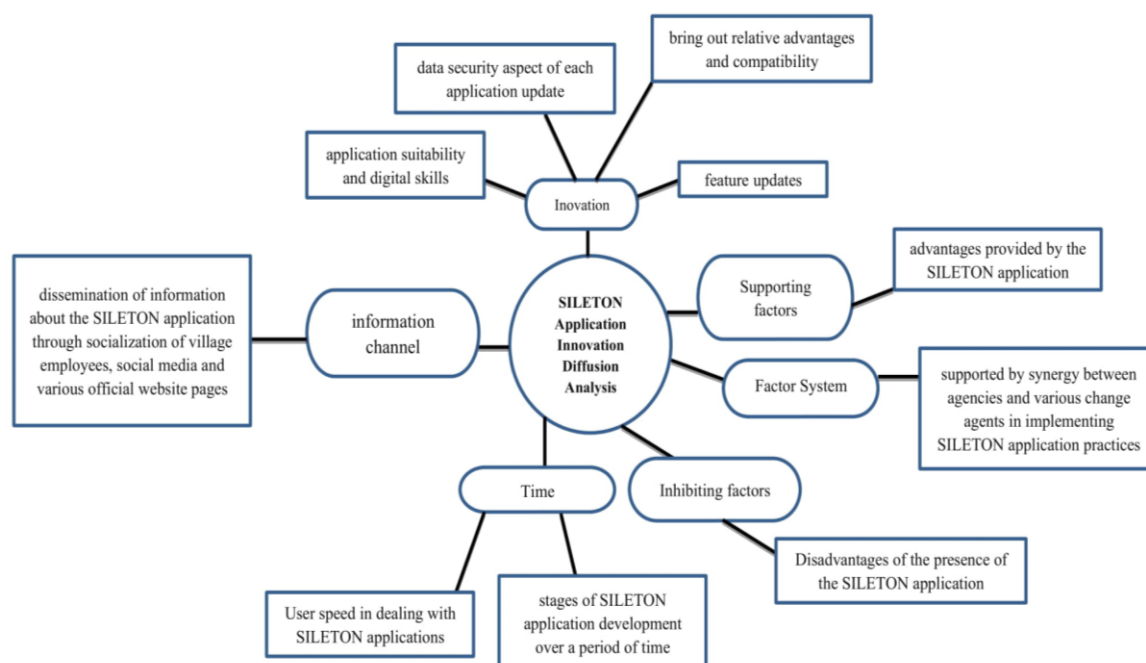 bring out relative advantages
and compatibility
data security aspect of each
application update
application suitability
and digital skills
feature updates
Inovation
advantages provided by the
SILETON application
Supporting
factors
dissemination of information
about the SILETON application
through socialization of village
employees, social media and
various official website pages
information
channel
SILETON
Application
Innovation
Diffusion
Analysis
Factor System
supported by synergy between
agencies and various change
agents in implementing
SILETON application practices
Time
Inhibiting factors
Disadvantages of the presence of
the SILETON application
User speed in dealing with
SILETON applications
stages of SILETON
application development
over a period of time